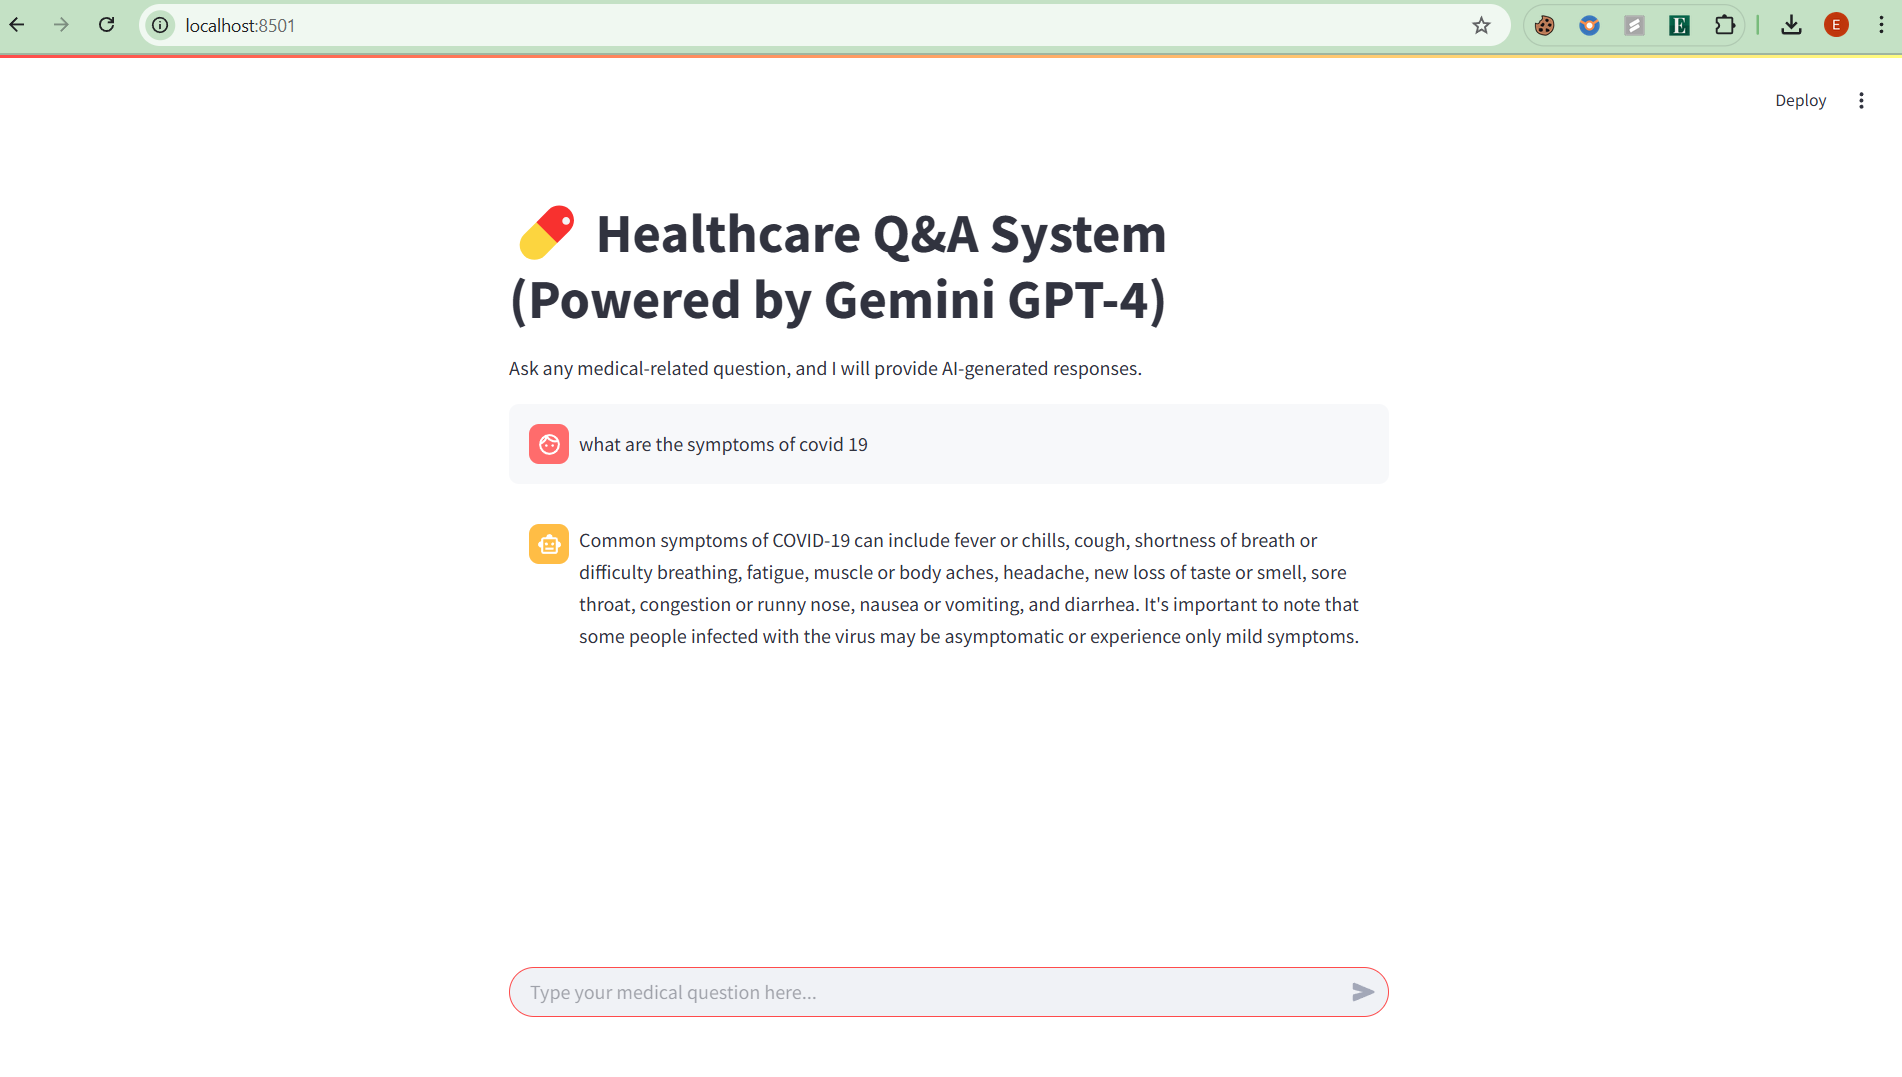 localhost:8501
E
E
Deploy
Healthcare Q&A System
(Powered by Gemini GPT-4)
Ask any medical-related question, and I will provide AI-generated responses.
what are the symptoms of covid 19
Common symptoms of COVID-19 can include fever or chills, cough, shortness of breath or
difficulty breathing, fatigue, muscle or body aches, headache, new loss of taste or smell, sore
throat, congestion or runny nose, nausea or vomiting, and diarrhea. It's important to note that
some people infected with the virus may be asymptomatic or experience only mild symptoms.
Type your medical question here...